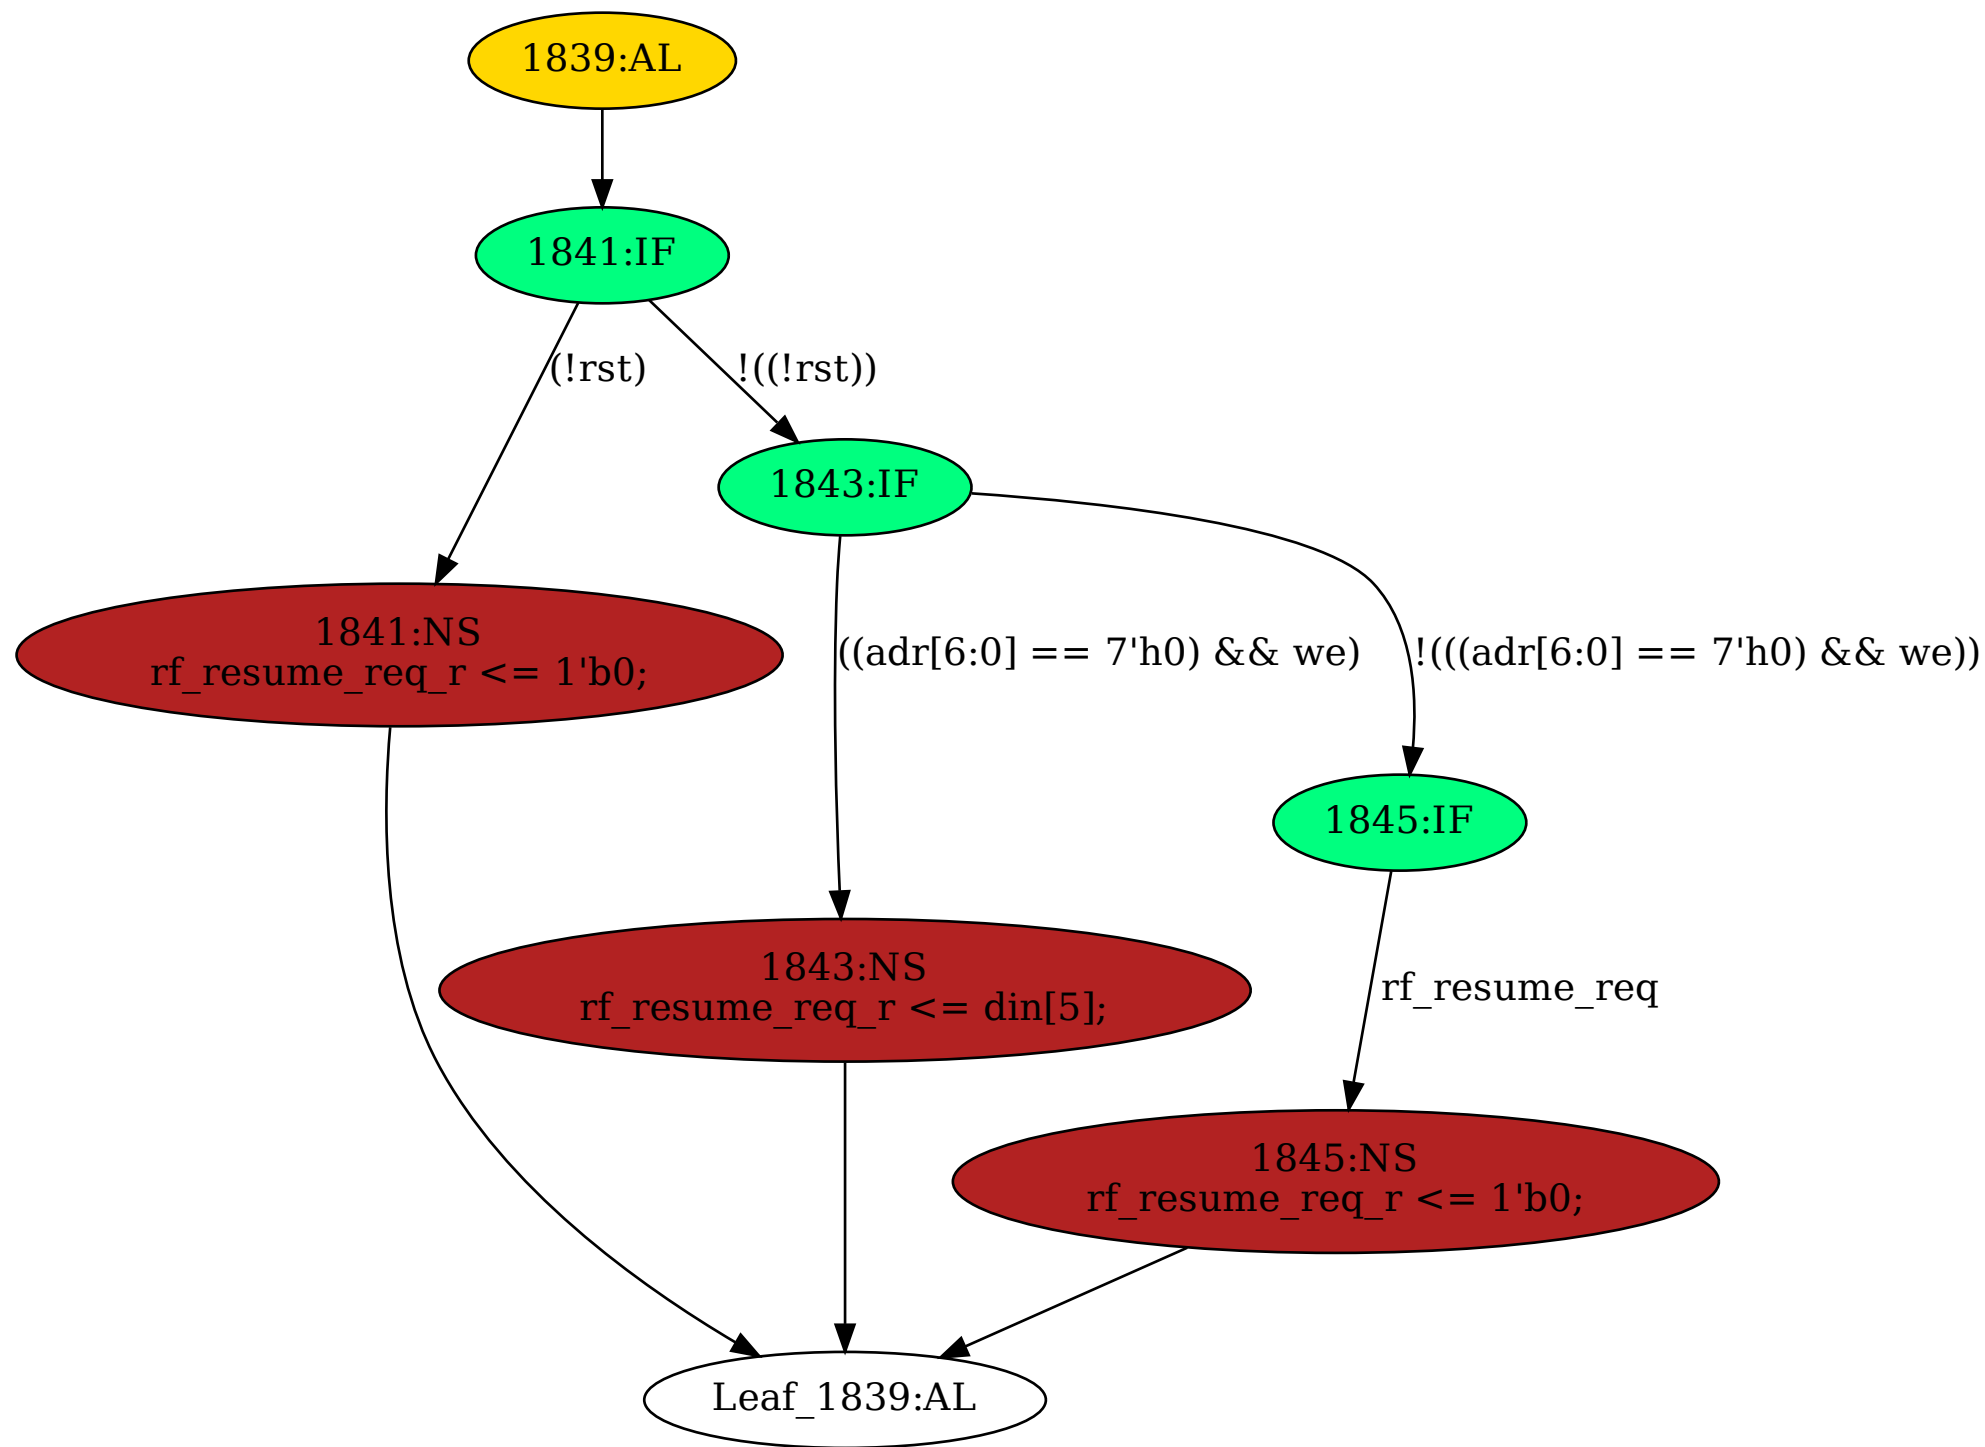 1839:AL
1841:IF
(!rst)
!((!rst))
1843:IF
1841:NS
rf_resume_req_r <= 1'b0;
((adr[6:0] == 7'h0) && we)
!(((adr[6:0] == 7'h0) && we))
1845:IF
1843:NS
rf_resume_req_r <= din[5];
rf_resume_req
1845:NS
rf_resume_req_r <= 1'b0;
Leaf_1839:AL